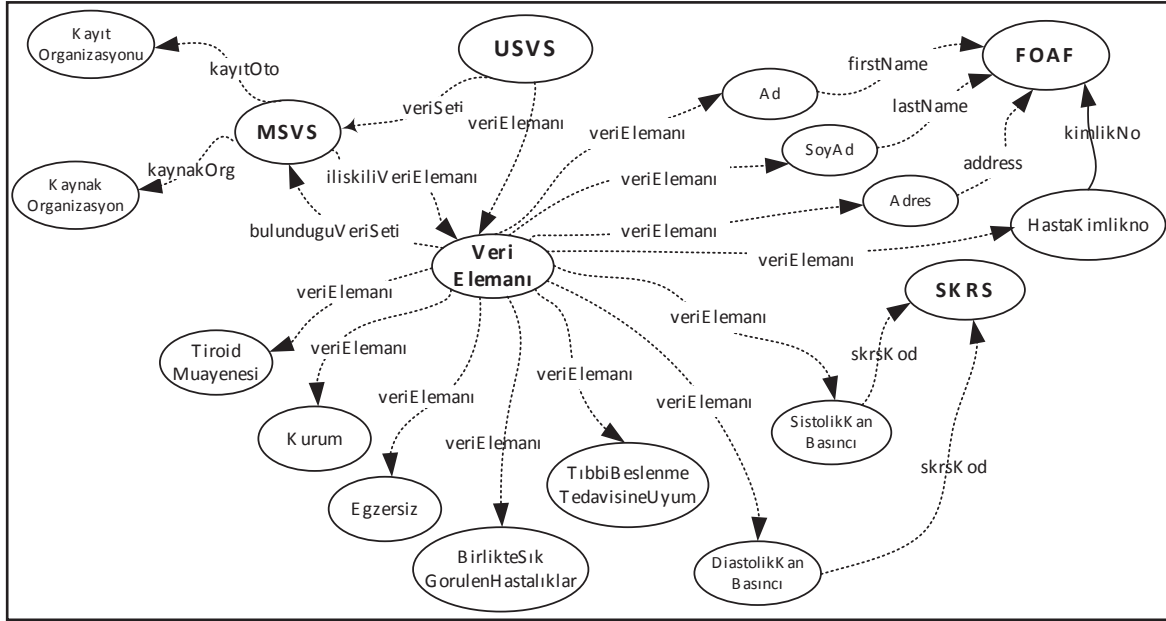 Kayıt
Organizasyonu
USVS
FOAF
kayıtOto
firstName
Ad
veriSeti
lastName
MSVS
veriElemanı
veriElemanı
kimlikNo
SoyAd
kaynakOrg
address
Kaynak
Organizasyon
iliskiliVeriElemanı
veriElemanı
Adres
HastaKimlikno
bulunduguVeriSeti
veriElemanı
Veri
Elemanı
veriElemanı
veriElemanı
SKRS
veriElemanı
Tiroid
Muayenesi
veriElemanı
skrsKod
veriElemanı
veriElemanı
veriElemanı
SistolikKan
Basıncı
Kurum
veriElemanı
skrsKod
TıbbiBeslenme
TedavisineUyum
Egzersiz
BirlikteSık
GorulenHastalıklar
DiastolikKan
Basıncı